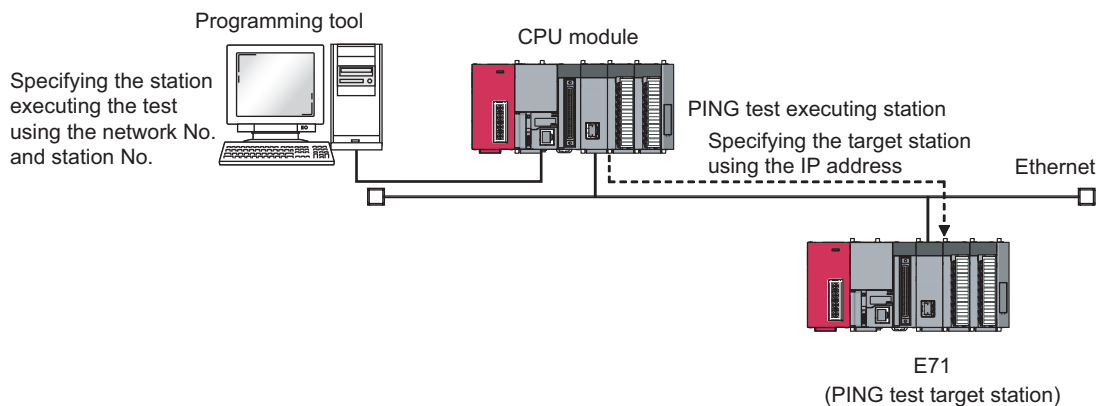 Programming tool
CPU module
Specifying the station
executing the test
using the network No.
and station No.
PING test executing station
Specifying the target station
using the IP address
Ethernet
E71
(PING test target station)